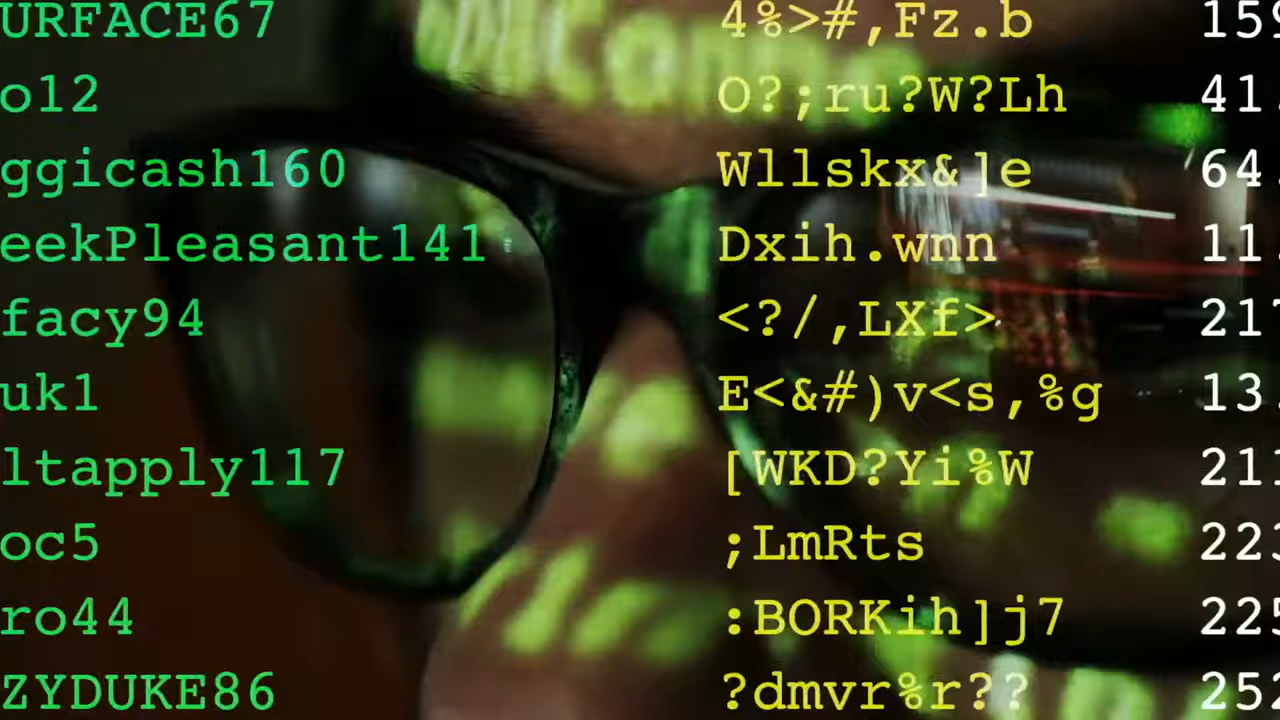 URFACE67 4%>#,Fz.b 159
o12 O?;ru?W?Lh 41.
ggicash160 Wllskx&]e 64.
eekPleasant141 Dxih.wnn 11.
facy94 <?/,LXf> 217
uk1 E<&#)v<s,%g 13.
ltapply117 [WKD?Yi%W 211
oc5 ;LmRts 223
ro44 :BORKih]j7 225
ZYDUKE86 ?dmvr%r?? 252